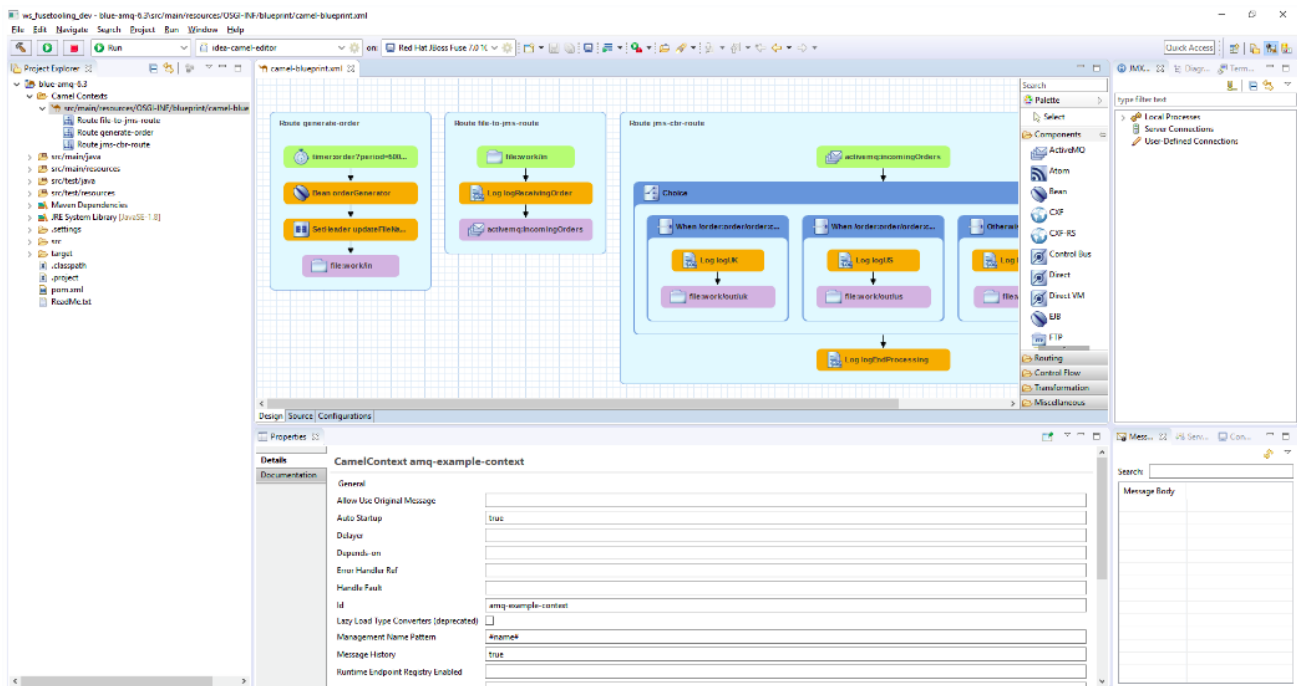 ws_fusetooling_dev - blue-amq-6.3\src/main/resources/OSGI-INF/blueprint/camel-blueprint.xml
File Edit Navigate Search Project Run Window Help
Run
idea-camel-editor
on:
Quick Access
Project Explorer
blue-amq-6.3
Camel Contexts
src/main/resources/OSGI-INF/blueprint/camel-blue
Route file-to-jms-route
Route generate-order
Route jms-cbr-route
src/main/java
src/main/resources
src/test/java
src/test/resources
Maven Dependencies
JRE System Library [JavaSE-1.8]
.settings
src
target
.classpath
.project
pom.xml
ReadMe.txt
camel-blueprint.xml
Route generate-order
timer:order?period=500...
Bean orderGenerator
SetHeader updateFileNa...
file:work/in
Route file-to-jms-route
file:work/in
Log logReceivingOrder
activemq:incomingOrders
Route jms-cbr-route
activemq:incomingOrders
Choice
When /order:order/order:c...
Log logUK
file:work/out/uk
When /order:order/order:c...
Log logUS
file:work/out/us
Otherwi
Log l
file:
Log logEndProcessing
Design Source Configurations
Search
Palette
Select
Components
ActiveMQ
Atom
Bean
CXF
CXF-RS
Control Bus
Direct
Direct VM
EJB
FTP
Routing
Control Flow
Transformation
Miscellaneous
JMX...
Diagr...
Term...
type filter text
Local Processes
Server Connections
User-Defined Connections
Properties
Details
Documentation
CamelContext amq-example-context
General
Allow Use Original Message
Auto Startup true
Delayer
Depends-on
Error Handler Ref
Handle Fault
Id amq-example-context
Lazy Load Type Converters (deprecated)
Management Name Pattern #name#
Message History true
Runtime Endpoint Registry Enabled
Mess...
Serv...
Con...
Search:
Message Body